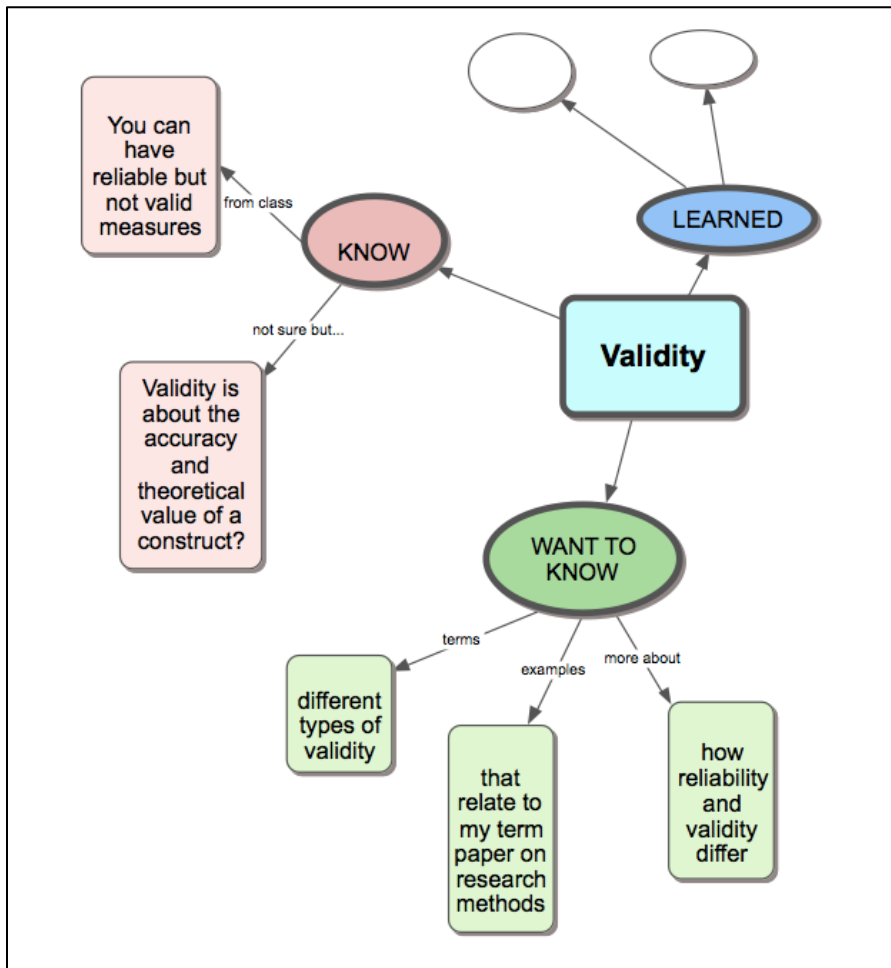 You can
have
reliable but
not valid
measures
from class
KNOW
LEARNED
not sure but...
Validity
Validity is
about the
accuracy
and
theoretical
value of a
construct?
WANT TO
KNOW
terms
examples
more about
different
types of
validity
that
relate to
my term
paper on
research
methods
how
reliability
and
validity
differ